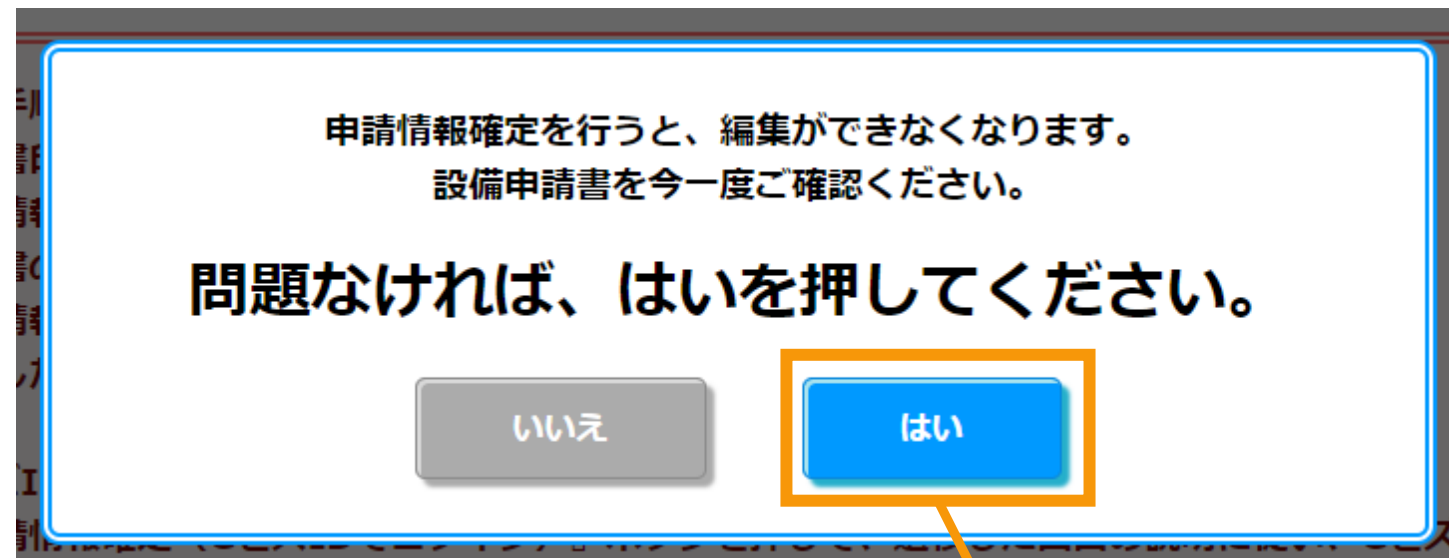 申請情報確定を行うと、編集ができなくなります。
設備申請書を今一度ご確認ください。
問題なければ、はいを押してください。
いいえ
はい